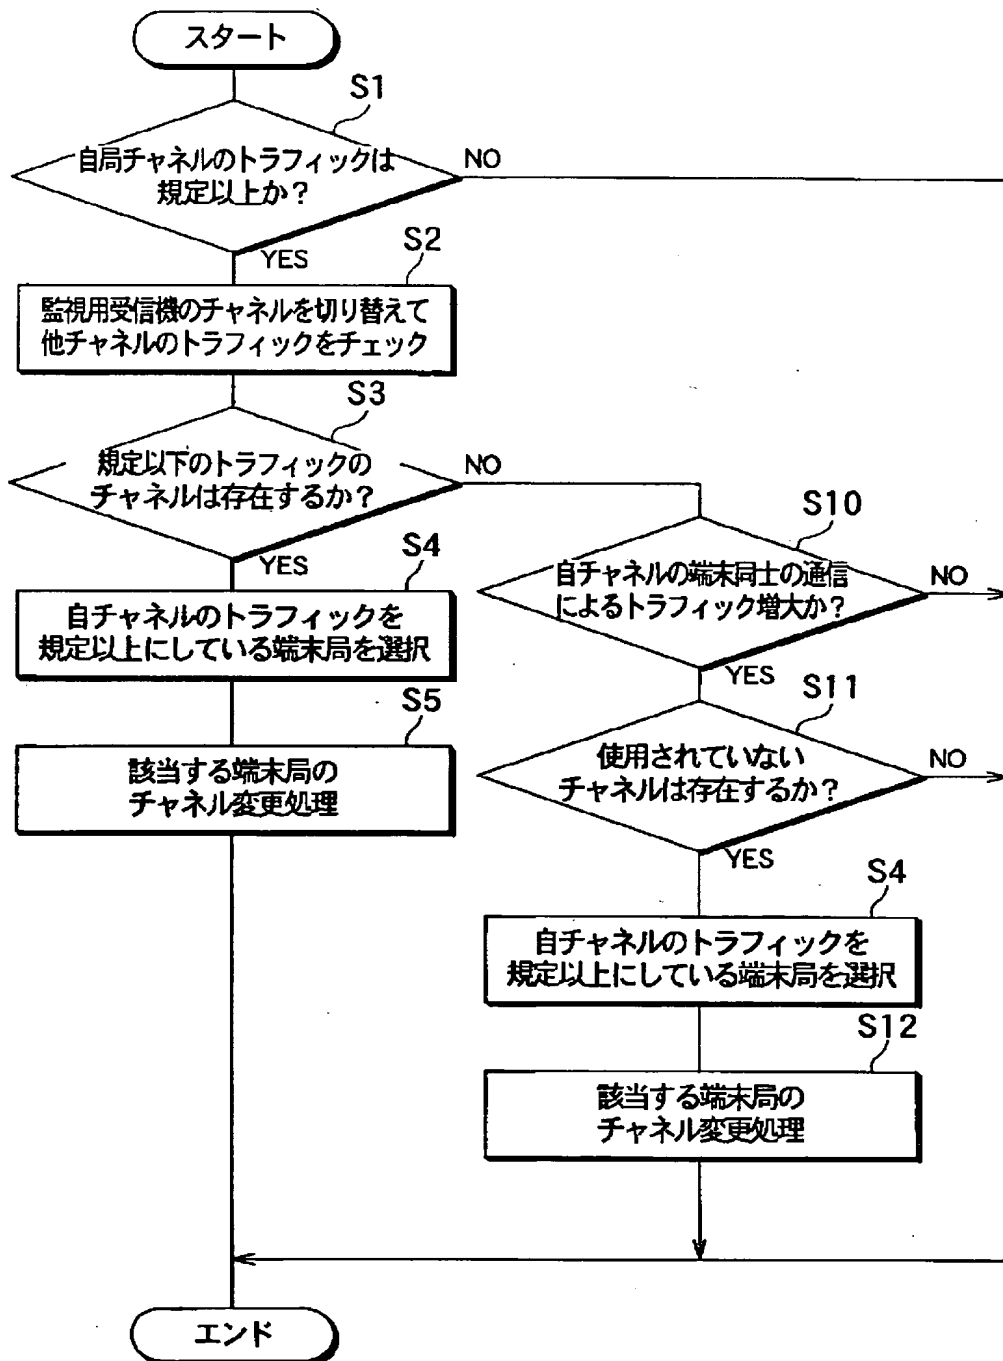 スタート
S1
自局チャネルのトラフィックは
規定以上か？
NO
YES
S2
監視用受信機のチャネルを切り替えて
他チャネルのトラフィックをチェック
S3
規定以下のトラフィックの
チャネルは存在するか？
NO
YES
S10
自チャネルの端末同士の通信
によるトラフィック増大か？
NO
YES
S4
自チャネルのトラフィックを
規定以上にしている端末局を選択
S11
使用されていない
チャネルは存在するか？
NO
YES
S5
該当する端末局の
チャネル変更処理
S4
自チャネルのトラフィックを
規定以上にしている端末局を選択
S12
該当する端末局の
チャネル変更処理
エンド